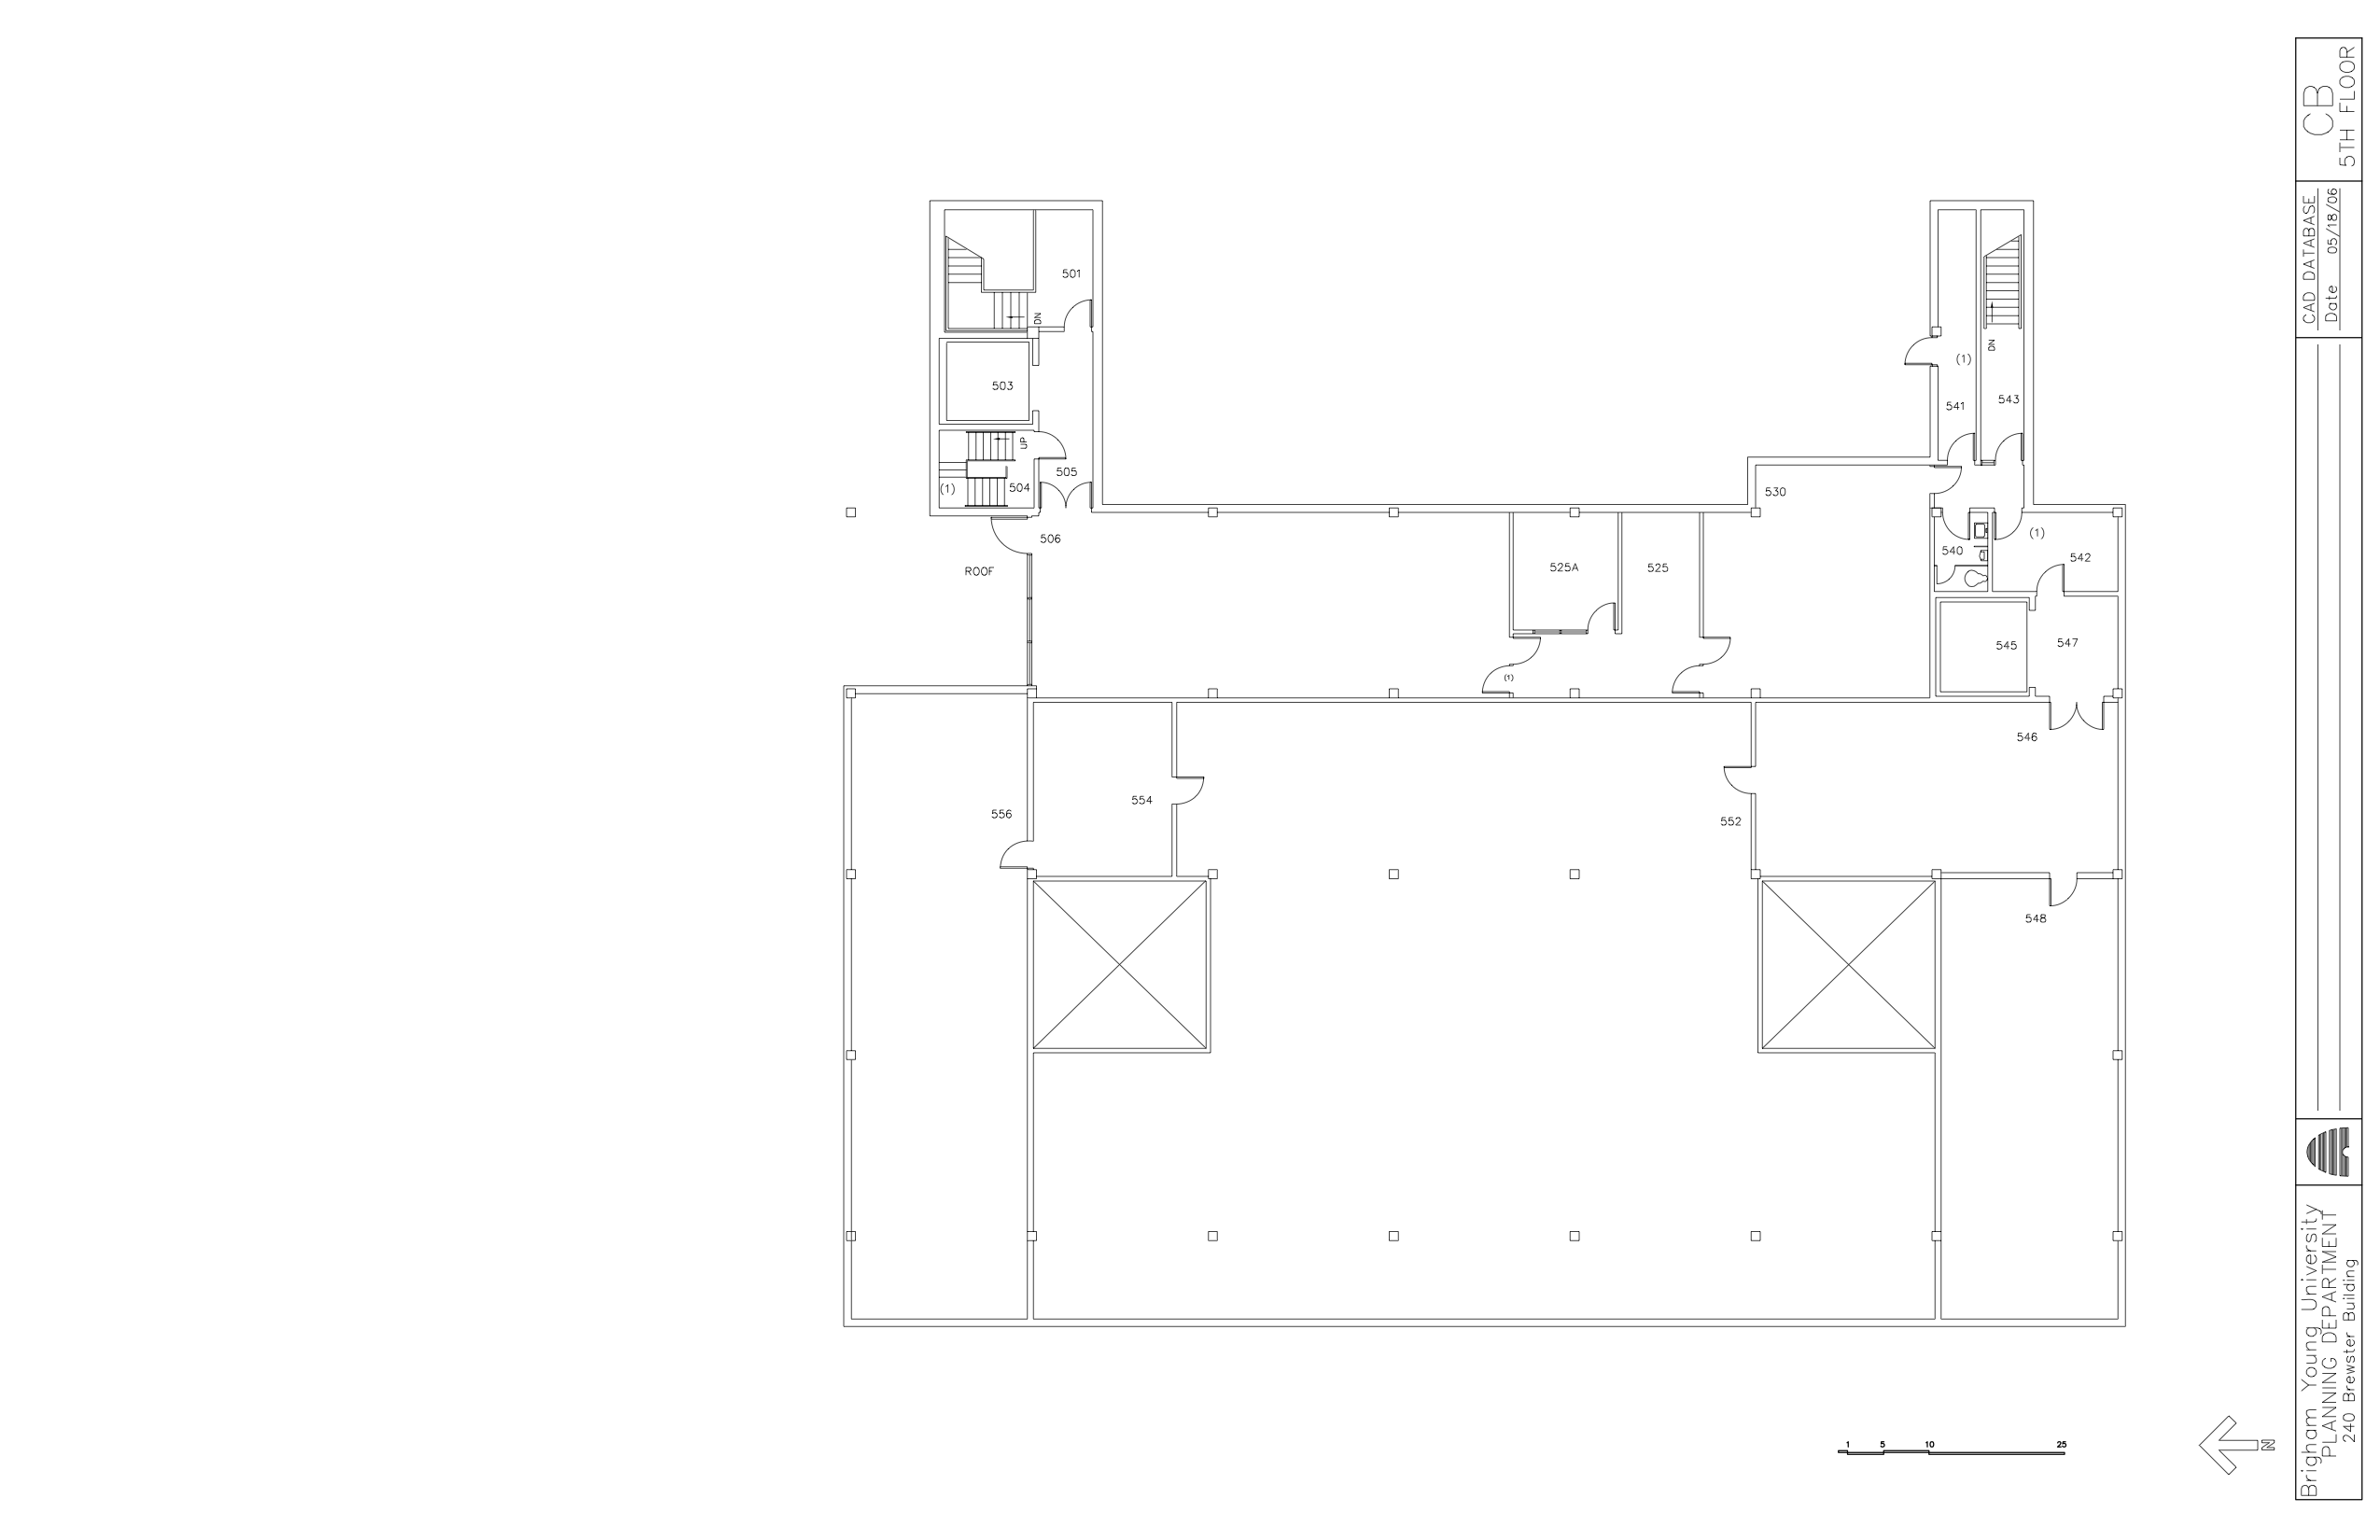 501
DN
503
UP
505
(1)
504
506
ROOF
(1)
DN
541
543
530
(1)
540
542
525A
525
545
547
(1)
546
554
556
552
548
1 5 10 25
N
CB
5TH FLOOR
CAD DATABASE
Date 05/18/06
Brigham Young University
PLANNING DEPARTMENT
240 Brewster Building